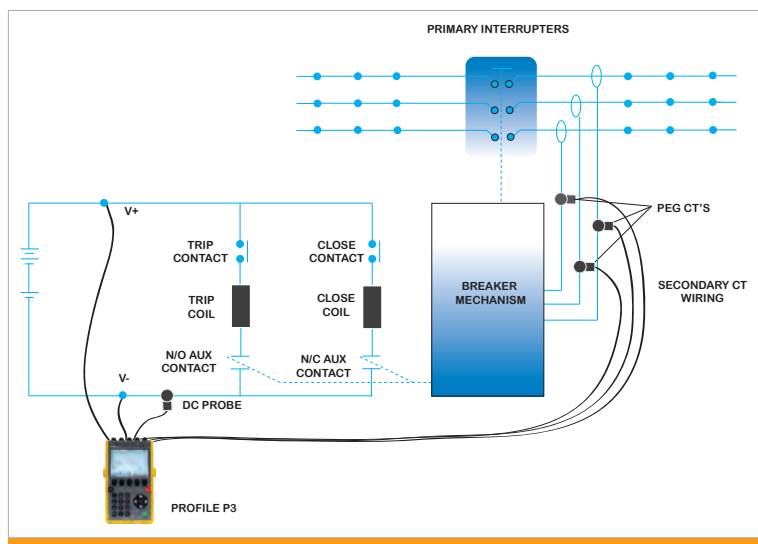 PRIMARY INTERRUPTERS
V+
TRIP
CONTACT
CLOSE
CONTACT
PEG CT'S
BREAKER
MECHANISM
SECONDARY CT
WIRING
TRIP
COIL
CLOSE
COIL
N/O AUX
CONTACT
N/C AUX
CONTACT
V-
DC PROBE
PROFILE P3